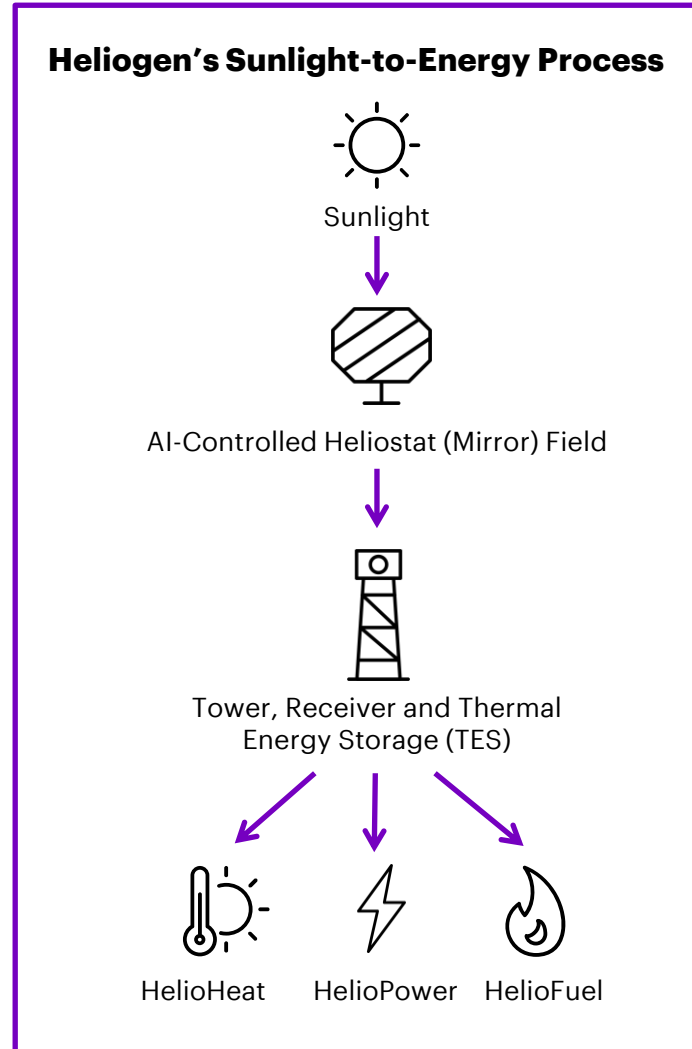 Heliogen’s Sunlight-to-Energy Process
Sunlight
AI-Controlled Heliostat (Mirror) Field
Tower, Receiver and Thermal
Energy Storage (TES)
HelioHeat
HelioPower
HelioFuel